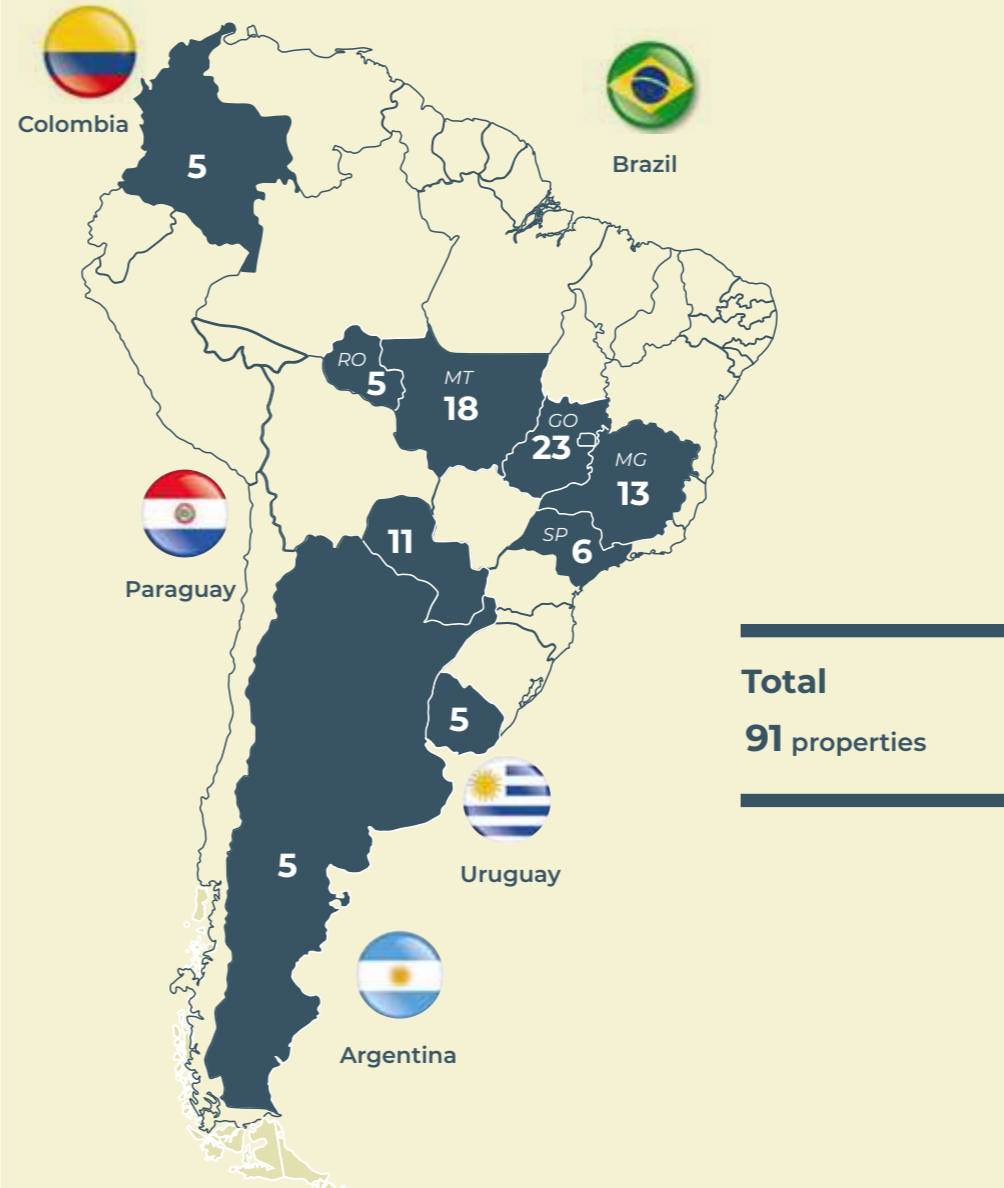 Colombia
5
Brazil
RO
5
MT
18
GO
23
MG
13
SP
6
11
Paraguay
Total
91 properties
5
Uruguay
5
Argentina